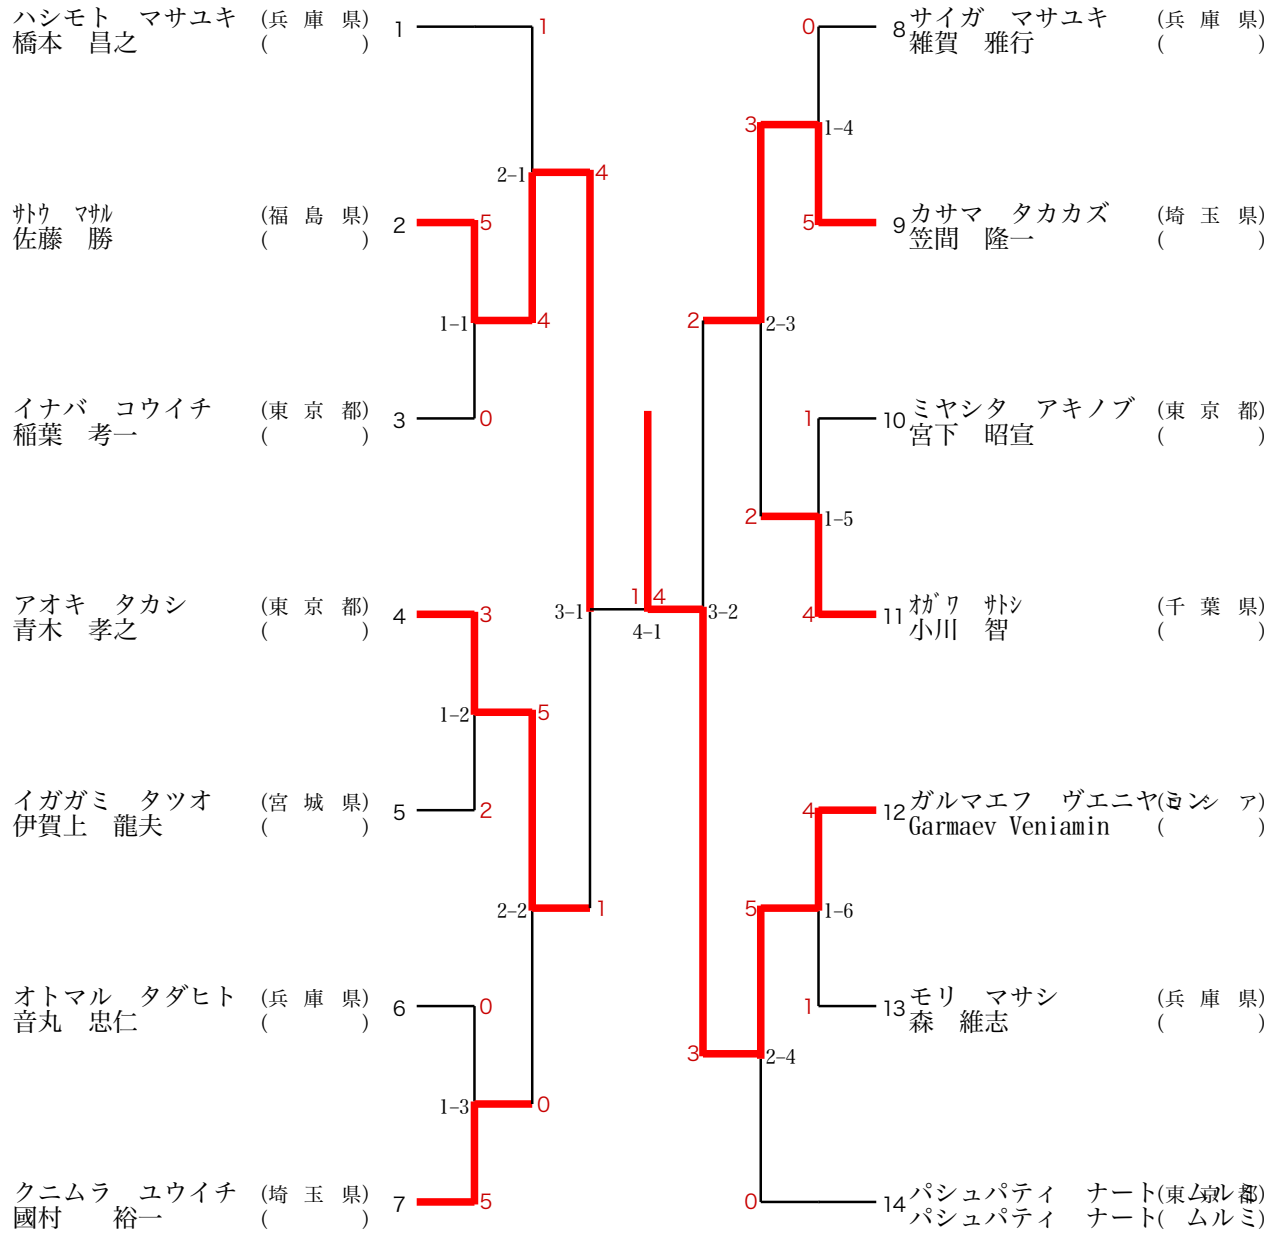 ハシモト　マサユキ (兵 庫 県)
橋本　昌之 (　　) 1
1
ｻﾄｳ　ﾏｻﾙ (福 島 県)
佐藤　勝 (　　) 2
5
イナバ　コウイチ (東 京 都)
稲葉　孝一 (　　) 3
0
アオキ　タカシ (東 京 都)
青木　孝之 (　　) 4
3
イガガミ　タツオ (宮 城 県)
伊賀上　龍夫 (　　) 5
2
オトマル　タダヒト (兵 庫 県)
音丸　忠仁 (　　) 6
0
クニムラ　ユウイチ (埼 玉 県)
國村　　裕一 (　　) 7
5
1-1
4
1-2
5
1-3
0
2-1
4
2-2
1
3-1
1 4
4-1
3-2
2
3
2-3
3
2
2-4
5
0
1-4
0
5
1-5
1
4
1-6
4
1
8 サイガ　マサユキ (兵 庫 県)
雑賀　雅行 (　　)
9 カサマ　タカカズ (埼 玉 県)
笠間　隆一 (　　)
10 ミヤシタ　アキノブ (東 京 都)
宮下　昭宣 (　　)
11 ｵｶﾞﾜ　ｻﾄｼ (千 葉 県)
小川　智 (　　)
12 ガルマエフ　ヴエニヤミン (ロ シ ア)
Garmaev Veniamin (　　)
13 モリ　マサシ (兵 庫 県)
森　維志 (　　)
14 パシュパティ　ナート　ムルミ (東 京 都)
パシュパティ　ナート　ムルミ (　　)